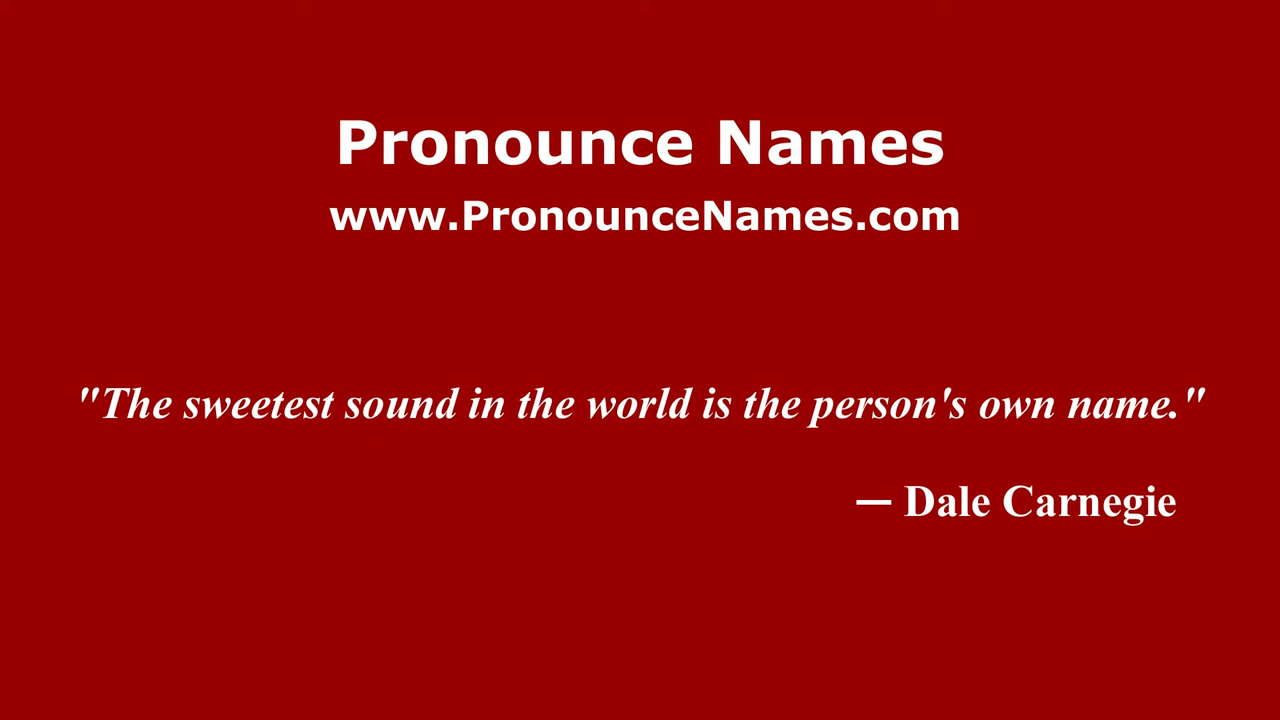 Pronounce Names
www.PronounceNames.com
"The sweetest sound in the world is the person's own name."
— Dale Carnegie